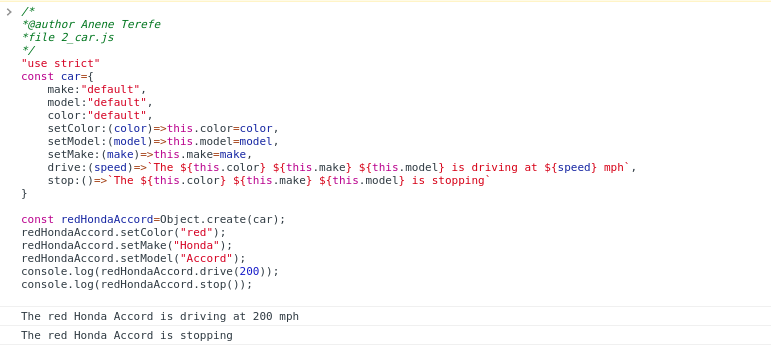 /*
*@author Anene Terefe
*file 2_car.js
*/
"use strict"
const car={
    make:"default",
    model:"default",
    color:"default",
    setColor:(color)=>this.color=color,
    setModel:(model)=>this.model=model,
    setMake:(make)=>this.make=make,
    drive:(speed)=>`The ${this.color} ${this.make} ${this.model} is driving at ${speed} mph`,
    stop:()=>`The ${this.color} ${this.make} ${this.model} is stopping`
}

const redHondaAccord=Object.create(car);
redHondaAccord.setColor("red");
redHondaAccord.setMake("Honda");
redHondaAccord.setModel("Accord");
console.log(redHondaAccord.drive(200));
console.log(redHondaAccord.stop());

The red Honda Accord is driving at 200 mph
The red Honda Accord is stopping